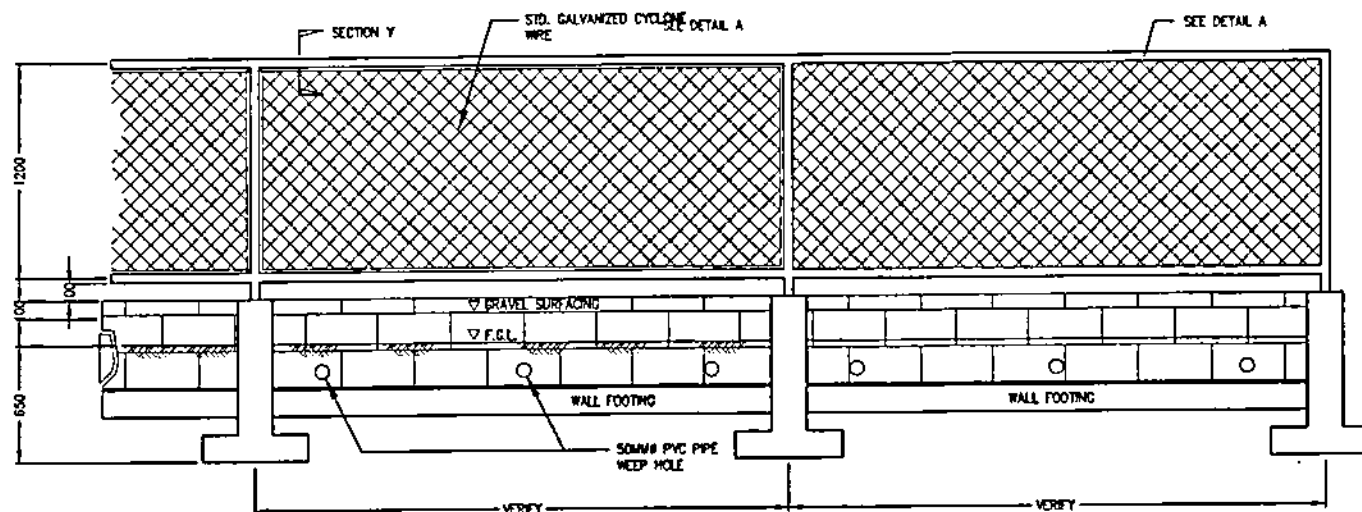 SECTION Y
STD. GALVANIZED CYCLONE
WIRE
SEE DETAIL A
SEE DETAIL A
1200
100
100
650
GRAVEL SURFACING
F.G.L.
WALL FOOTING
WALL FOOTING
50MMØ PVC PIPE
WEEP HOLE
VERIFY
VERIFY